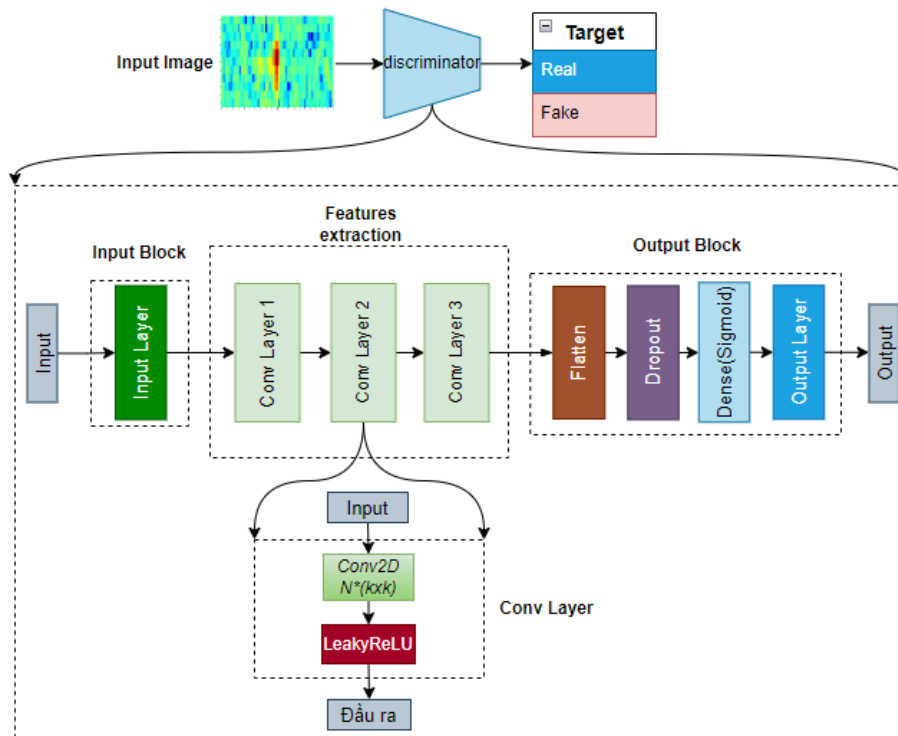 Input Image
discriminator
Target
Real
Fake
Features
extraction
Input Block
Output Block
Input
Input Layer
Conv Layer 1
Conv Layer 2
Conv Layer 3
Flatten
Dropout
Dense(Sigmoid)
Output Layer
Output
Input
Conv2D
N*(kxk)
Conv Layer
LeakyReLU
Đầu ra